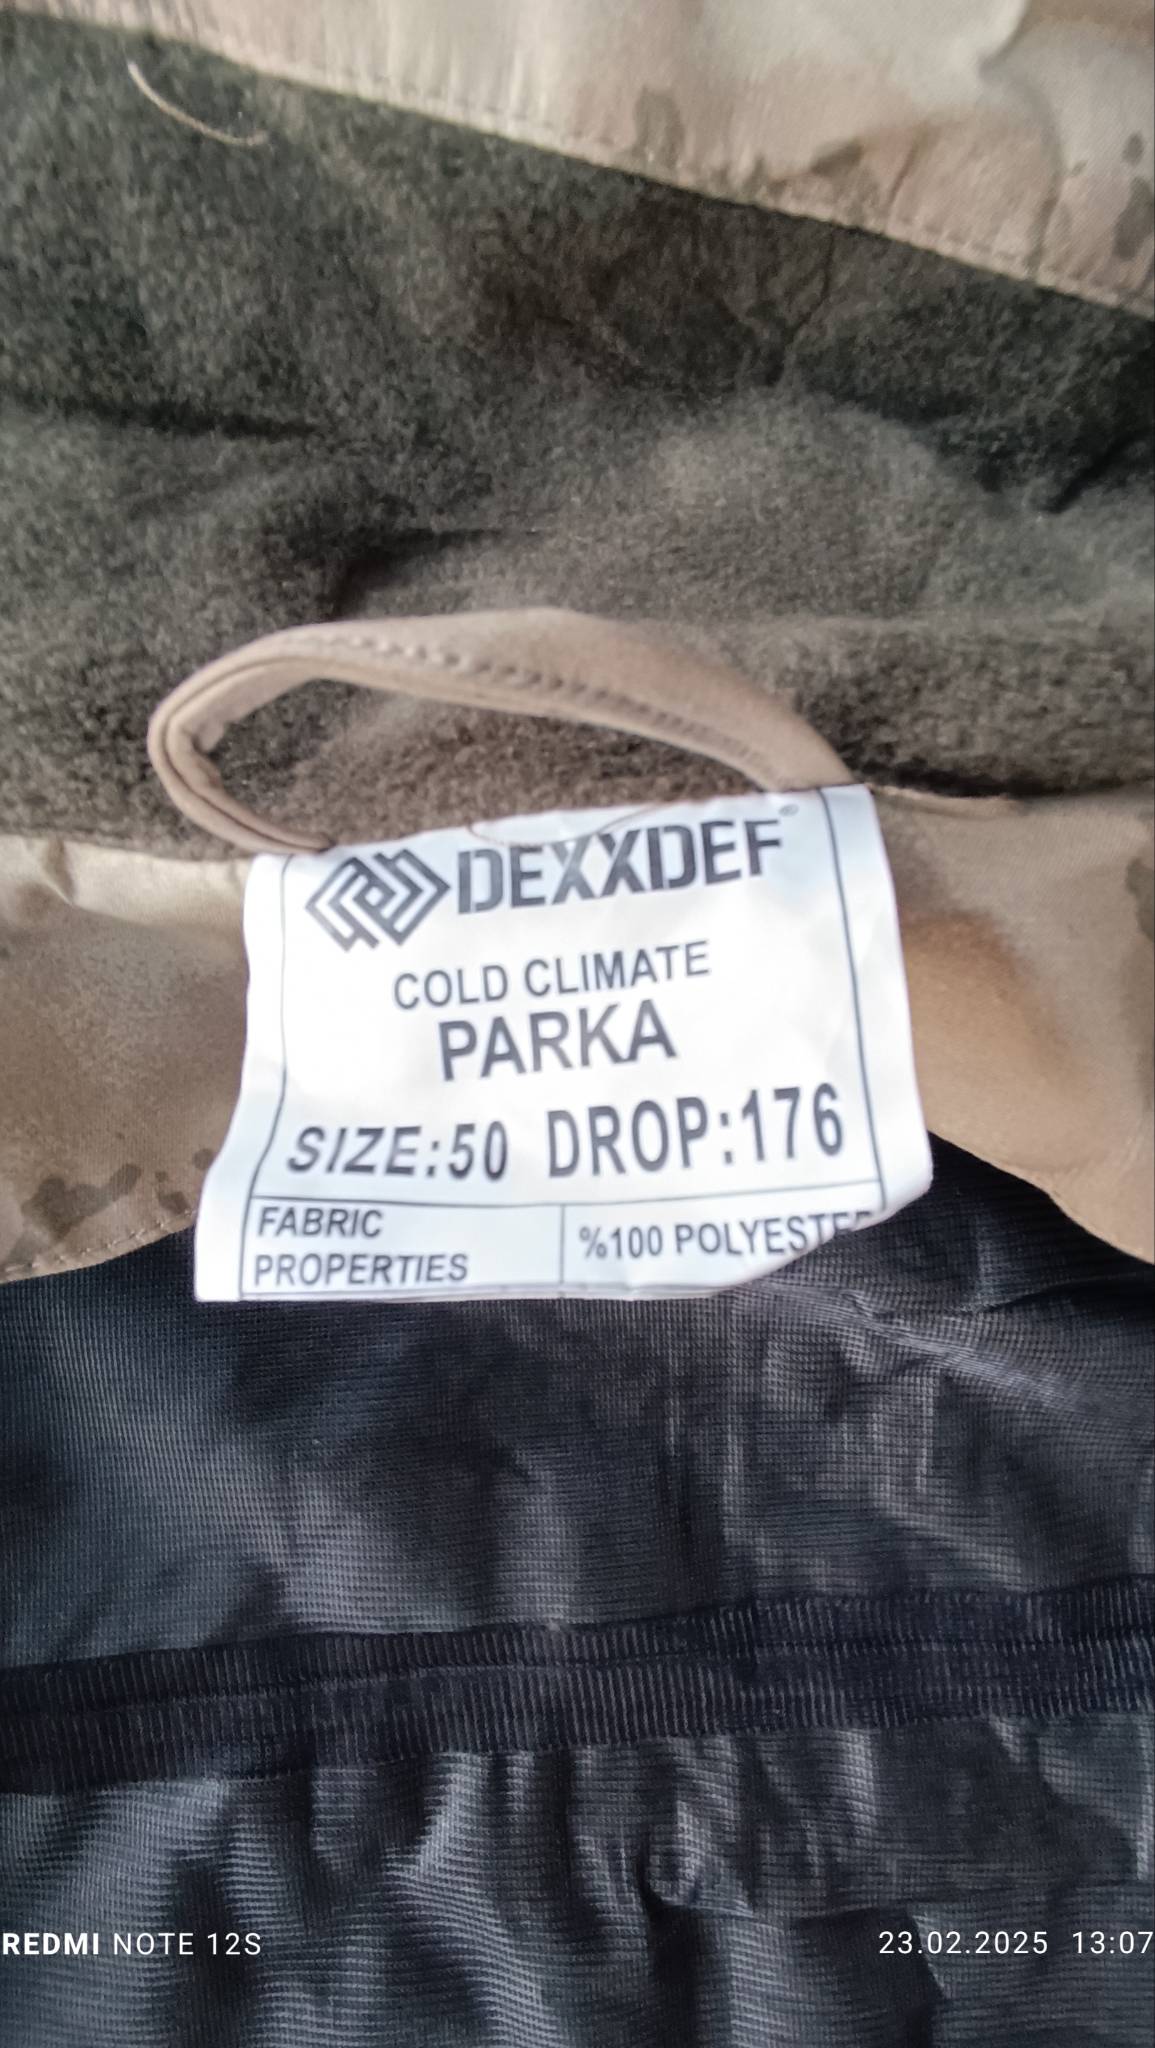 DEXXDEF®
COLD CLIMATE
PARKA
SIZE:50 DROP:176
FABRIC
PROPERTIES
%100 POLYESTER
REDMI NOTE 12S
23.02.2025 13:07